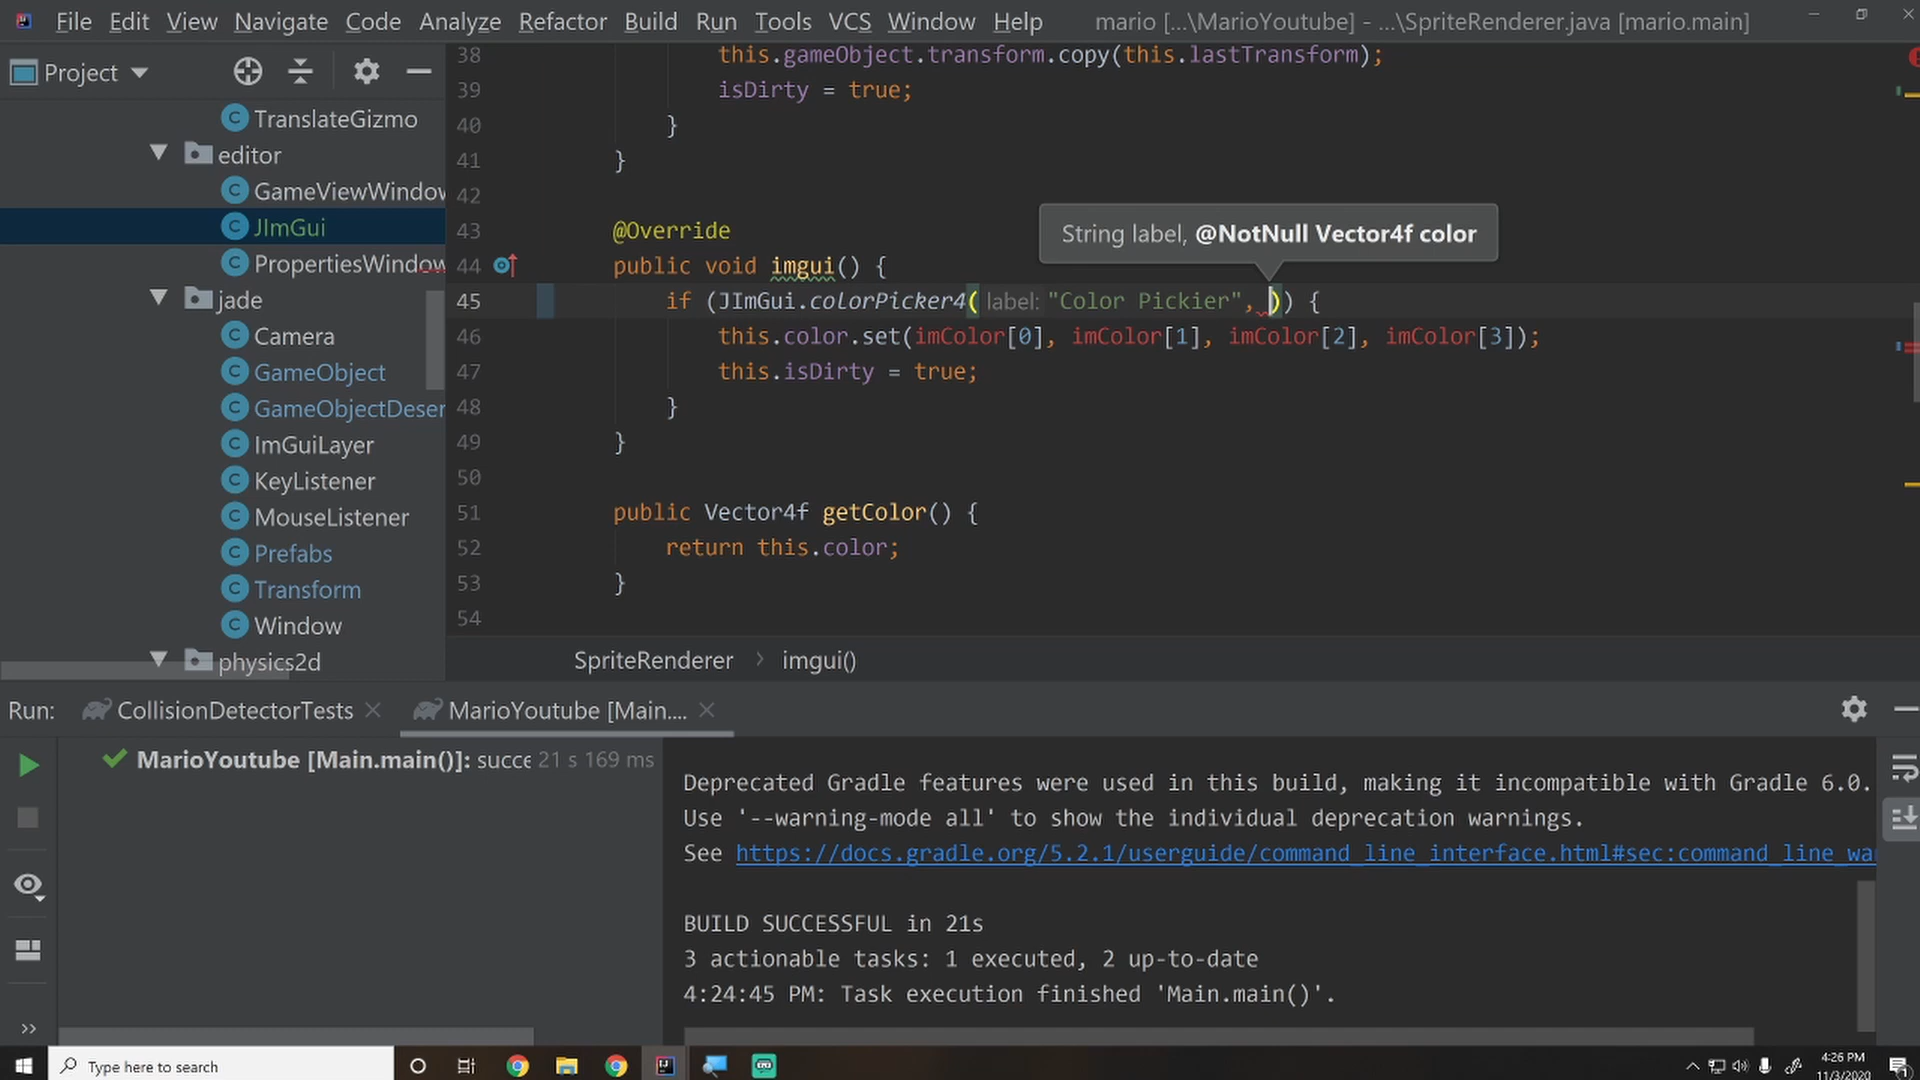 File Edit View Navigate Code Analyze Refactor Build Run Tools VCS Window Help mario [...\MarioYoutube] - ...\SpriteRenderer.java [mario.main]
Project
TranslateGizmo
editor
GameViewWindow
JImGui
PropertiesWindow
jade
Camera
GameObject
GameObjectDeser
ImGuiLayer
KeyListener
MouseListener
Prefabs
Transform
Window
physics2d
38 this.gameObject.transform.copy(this.lastTransform);
39 isDirty = true;
40 }
41 }
42
43 @Override
String label, @NotNull Vector4f color
44 public void imgui() {
45 if (JImGui.colorPicker4( label: "Color Pickier", )) {
46 this.color.set(imColor[0], imColor[1], imColor[2], imColor[3]);
47 this.isDirty = true;
48 }
49 }
50
51 public Vector4f getColor() {
52 return this.color;
53 }
54
SpriteRenderer > imgui()
Run: CollisionDetectorTests MarioYoutube [Main....
MarioYoutube [Main.main()]: succe 21 s 169 ms
Deprecated Gradle features were used in this build, making it incompatible with Gradle 6.0.
Use '--warning-mode all' to show the individual deprecation warnings.
See https://docs.gradle.org/5.2.1/userguide/command_line_interface.html#sec:command_line_wa
BUILD SUCCESSFUL in 21s
3 actionable tasks: 1 executed, 2 up-to-date
4:24:45 PM: Task execution finished 'Main.main()'.
Type here to search
4:26 PM
11/3/2020